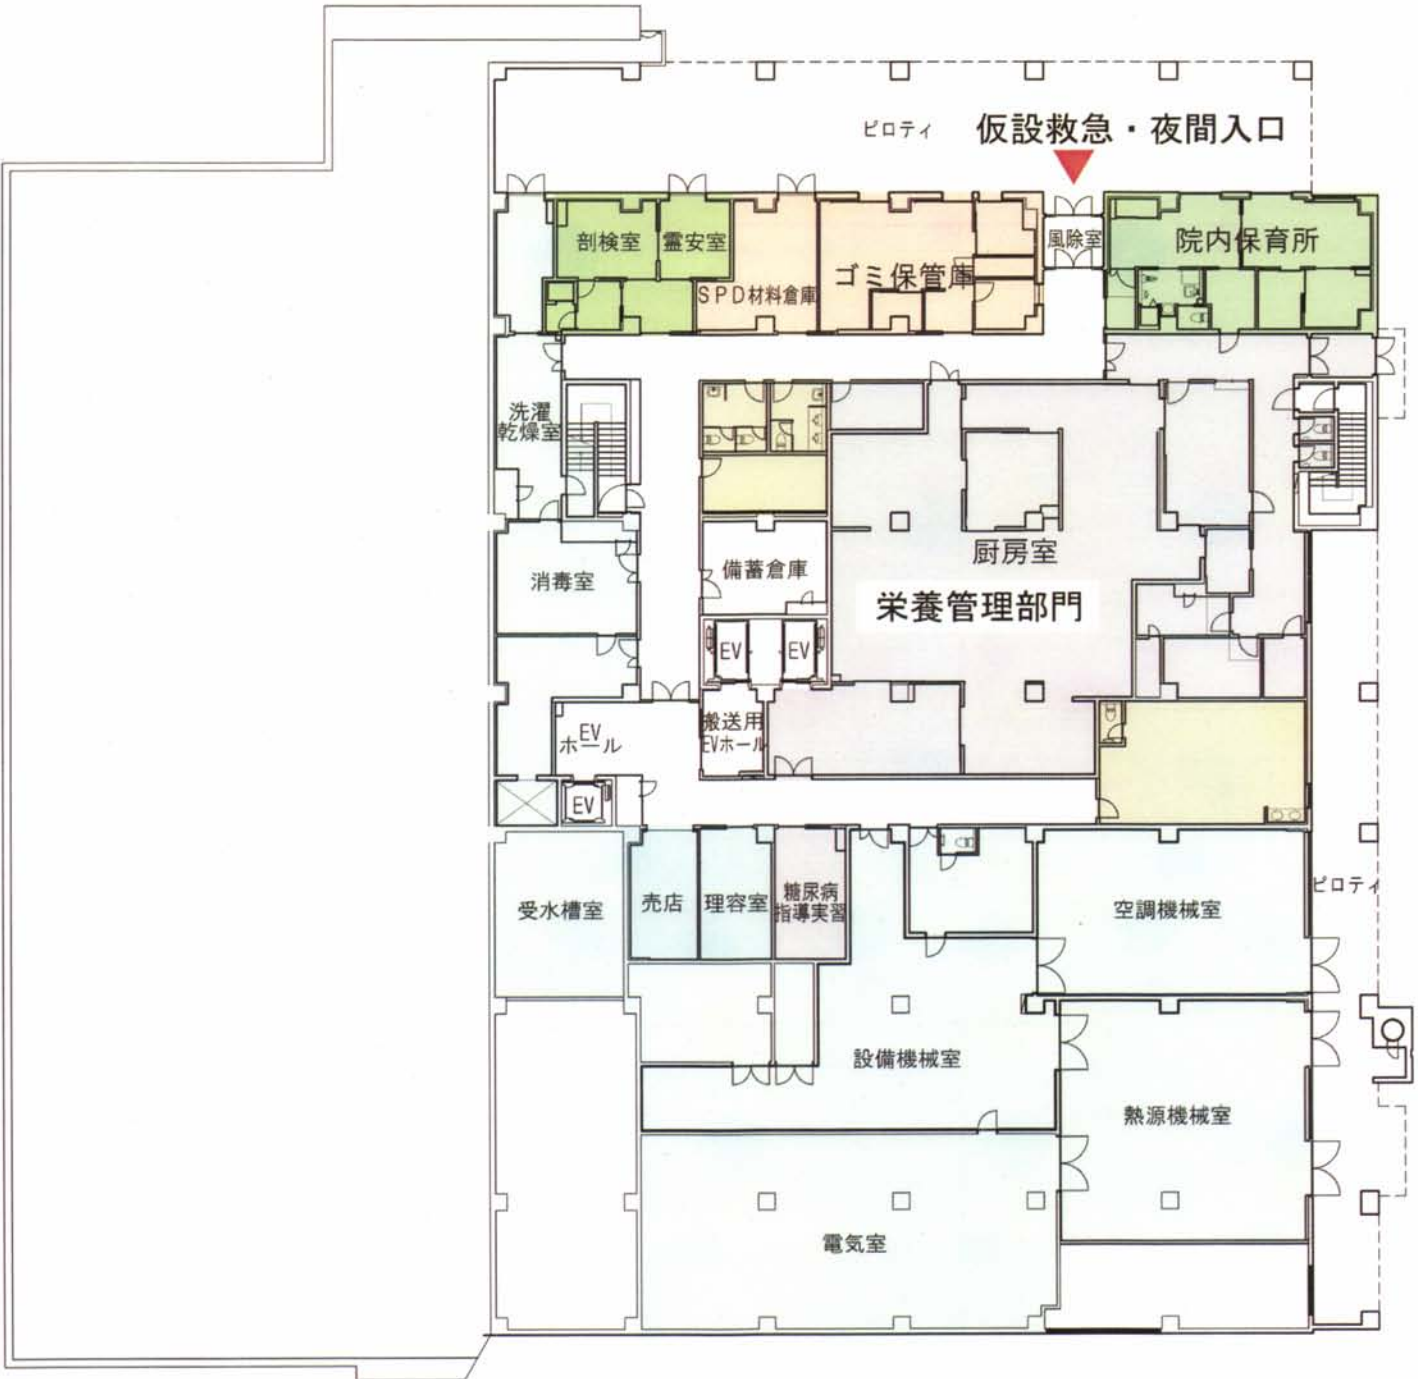 ピロティ
仮設救急・夜間入口
剖検室
霊安室
SPD材料倉庫
ゴミ保管庫
風除室
院内保育所
洗濯
乾燥室
消毒室
備蓄倉庫
厨房室
栄養管理部門
EV
EV
EV
ホール
搬送用
EVホール
EV
受水槽室
売店
理容室
糖尿病
指導実習
空調機械室
ピロティ
設備機械室
熱源機械室
電気室